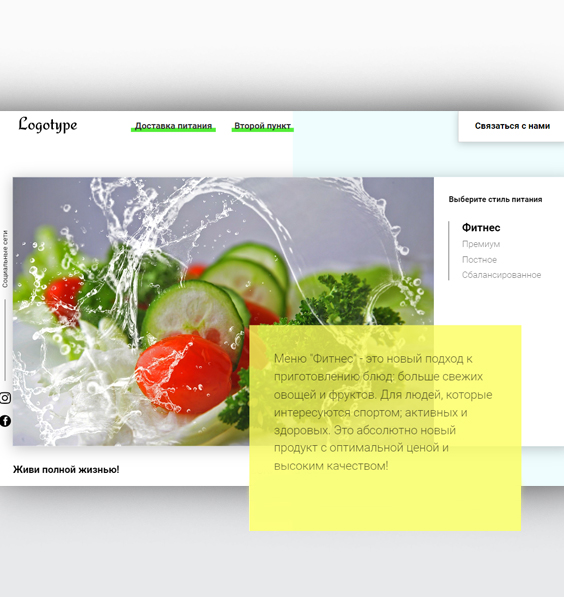 Logotype
Доставка питания
Второй пункт
Связаться с нами
Выберите стиль питания
Социальные сети
Фитнес
Премиум
Постное
Сбалансированное
Меню "Фитнес" - это новый подход к
приготовлению блюд: больше свежих
овощей и фруктов. Для людей, которые
интересуются спортом; активных и
здоровых. Это абсолютно новый
продукт с оптимальной ценой и
высоким качеством!
Живи полной жизнью!